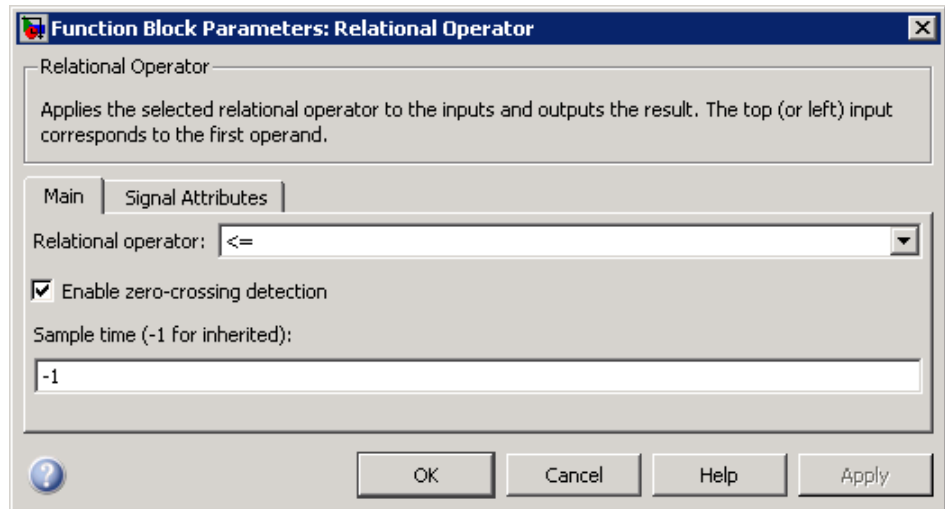 Function Block Parameters: Relational Operator
Relational Operator
Applies the selected relational operator to the inputs and outputs the result. The top (or left) input
corresponds to the first operand.
Main Signal Attributes
Relational operator: <=
Enable zero-crossing detection
Sample time (-1 for inherited):
-1
? OK Cancel Help Apply